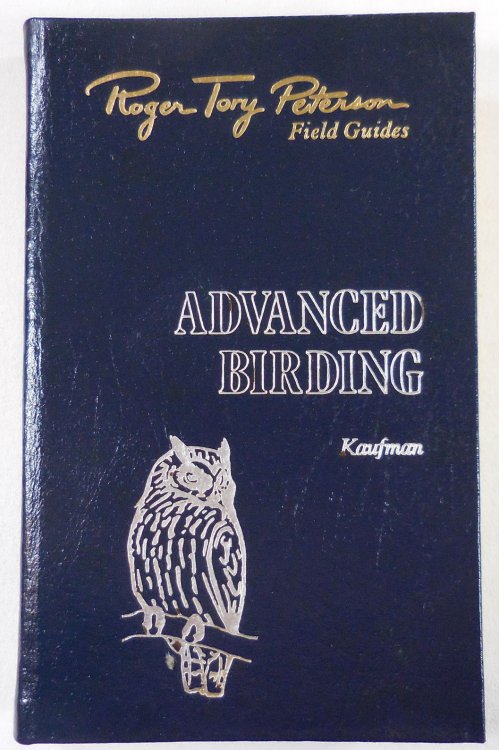 Roger Tory Peterson
Field Guides
ADVANCED
BIRDING
Kaufman